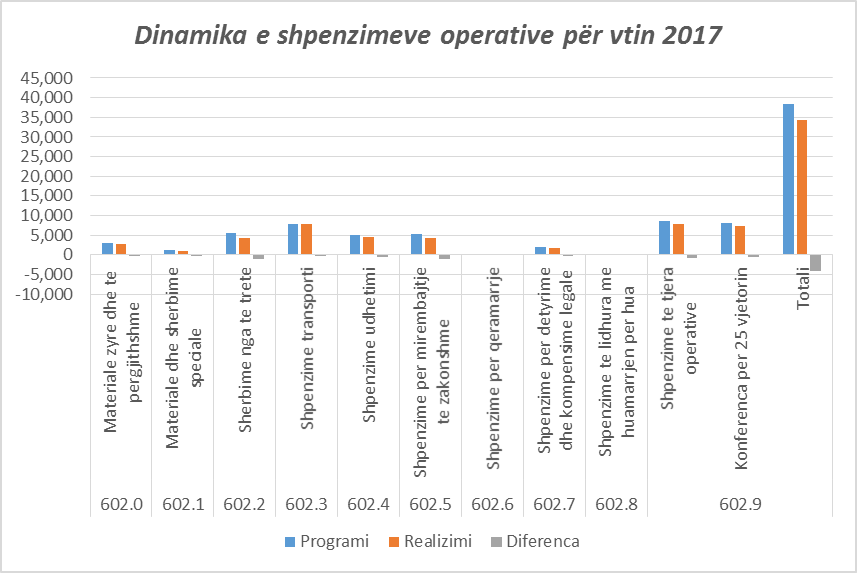 Dinamika e shpenzimeve operative për vtin 2017
45,000
40,000
35,000
30,000
25,000
20,000
15,000
10,000
5,000
0
-5,000
-10,000
Materiale zyre dhe te
pergjithshme
Materiale dhe sherbime
speciale
Sherbime nga te trete
Shpenzime transporti
Shpenzime udhetimi
Shpenzime per mirembajtje
te zakonshme
Shpenzime per qeramarrje
Shpenzime per detyrime
dhe kompensime legale
Shpenzime te lidhura me
huamarrjen per hua
Shpenzime te tjera
operative
Konferenca per 25 vjetorin
Totali
602.0
602.1
602.2
602.3
602.4
602.5
602.6
602.7
602.8
602.9
Programi
Realizimi
Diferenca